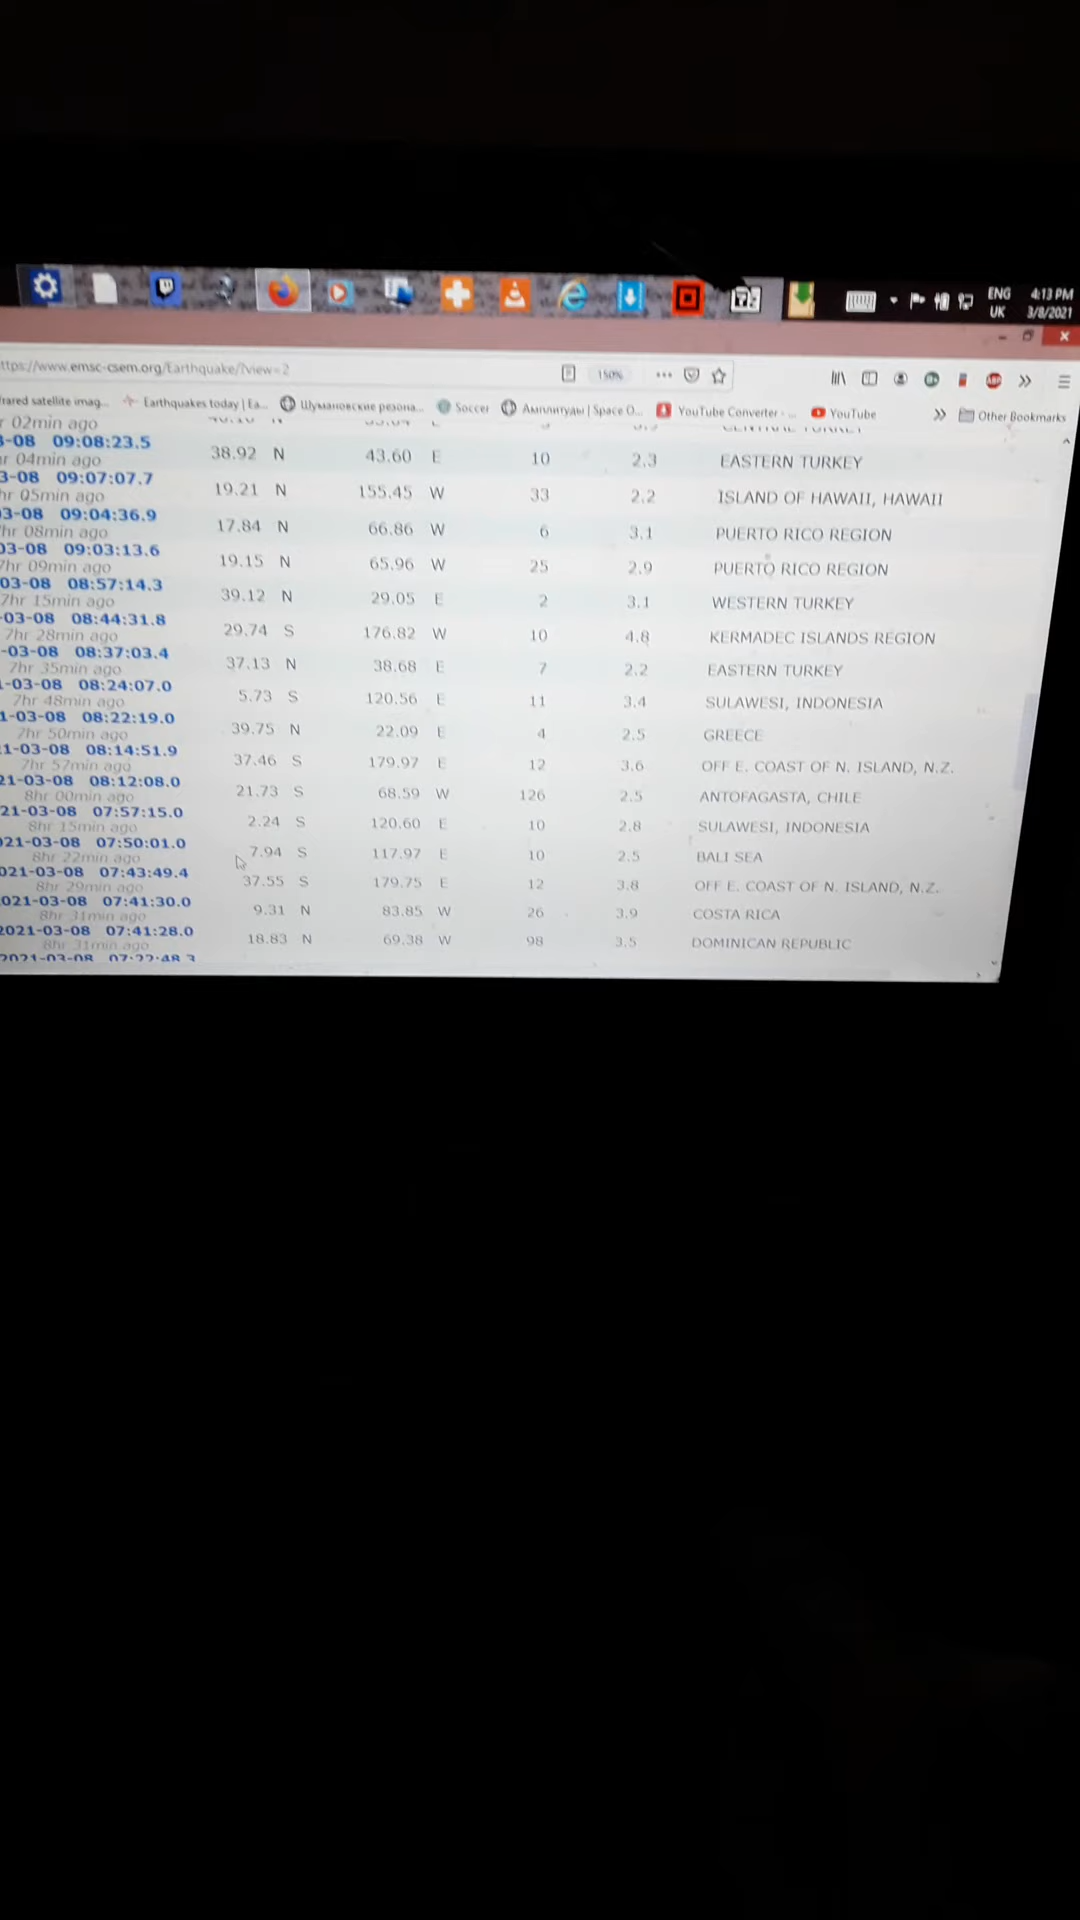 ENG 4:13 PM
UK 3/8/2021
ttps://www.emsc-csem.org/Earthquake/?view=2 150%
rared satellite imag... Earthquakes today | Ea... Шумановские резона... Soccer Амплитуды | Space O... YouTube Converter - ... YouTube Other Bookmarks
r 02min ago
3-08 09:08:23.5 38.92 N 43.60 E 10 2.3 EASTERN TURKEY
r 04min ago
3-08 09:07:07.7 19.21 N 155.45 W 33 2.2 ISLAND OF HAWAII, HAWAII
hr 05min ago
03-08 09:04:36.9 17.84 N 66.86 W 6 3.1 PUERTO RICO REGION
7hr 08min ago
03-08 09:03:13.6 19.15 N 65.96 W 25 2.9 PUERTO RICO REGION
7hr 09min ago
03-08 08:57:14.3 39.12 N 29.05 E 2 3.1 WESTERN TURKEY
7hr 15min ago
-03-08 08:44:31.8 29.74 S 176.82 W 10 4.8 KERMADEC ISLANDS REGION
7hr 28min ago
-03-08 08:37:03.4 37.13 N 38.68 E 7 2.2 EASTERN TURKEY
7hr 35min ago
1-03-08 08:24:07.0 5.73 S 120.56 E 11 3.4 SULAWESI, INDONESIA
7hr 48min ago
1-03-08 08:22:19.0 39.75 N 22.09 E 4 2.5 GREECE
7hr 50min ago
1-03-08 08:14:51.9 37.46 S 179.97 E 12 3.6 OFF E. COAST OF N. ISLAND, N.Z.
7hr 57min ago
21-03-08 08:12:08.0 21.73 S 68.59 W 126 2.5 ANTOFAGASTA, CHILE
8hr 00min ago
21-03-08 07:57:15.0 2.24 S 120.60 E 10 2.8 SULAWESI, INDONESIA
8hr 15min ago
021-03-08 07:50:01.0 7.94 S 117.97 E 10 2.5 BALI SEA
8hr 22min ago
021-03-08 07:43:49.4 37.55 S 179.75 E 12 3.8 OFF E. COAST OF N. ISLAND, N.Z.
8hr 29min ago
2021-03-08 07:41:30.0 9.31 N 83.85 W 26 3.9 COSTA RICA
8hr 31min ago
2021-03-08 07:41:28.0 18.83 N 69.38 W 98 3.5 DOMINICAN REPUBLIC
8hr 31min ago
2021-03-08 07:22:48.3